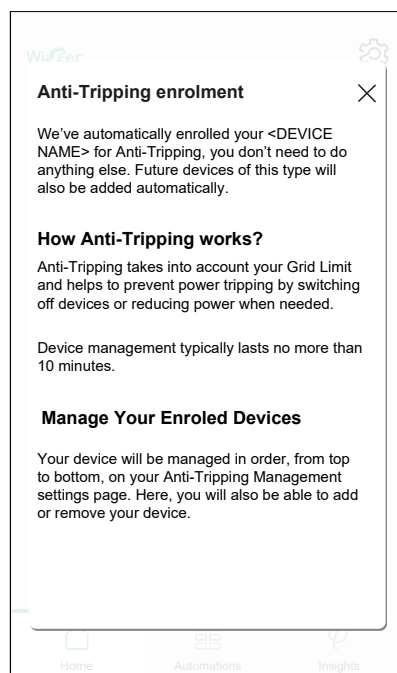 Wiser
Anti-Tripping enrolment
We've automatically enrolled your <DEVICE
NAME> for Anti-Tripping, you don't need to do
anything else. Future devices of this type will
also be added automatically.
How Anti-Tripping works?
Anti-Tripping takes into account your Grid Limit
and helps to prevent power tripping by switching
off devices or reducing power when needed.
Device management typically lasts no more than
10 minutes.
Manage Your Enroled Devices
Your device will be managed in order, from top
to bottom, on your Anti-Tripping Management
settings page. Here, you will also be able to add
or remove your device.
Home Automations Insights